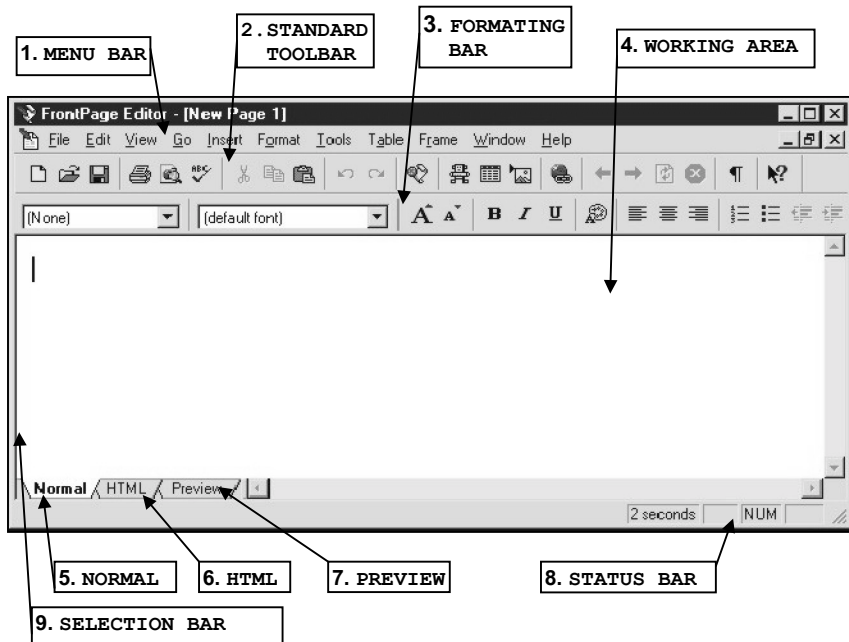 1. MENU BAR
2. STANDARD
TOOLBAR
3. FORMATING
BAR
4. WORKING AREA
FrontPage Editor - [New Page 1]
File Edit View Go Insert Format Tools Table Frame Window Help
ABC
(None) (default font) A A B I U A
Normal HTML Preview
2 seconds NUM
5. NORMAL
6. HTML
7. PREVIEW
8. STATUS BAR
9. SELECTION BAR